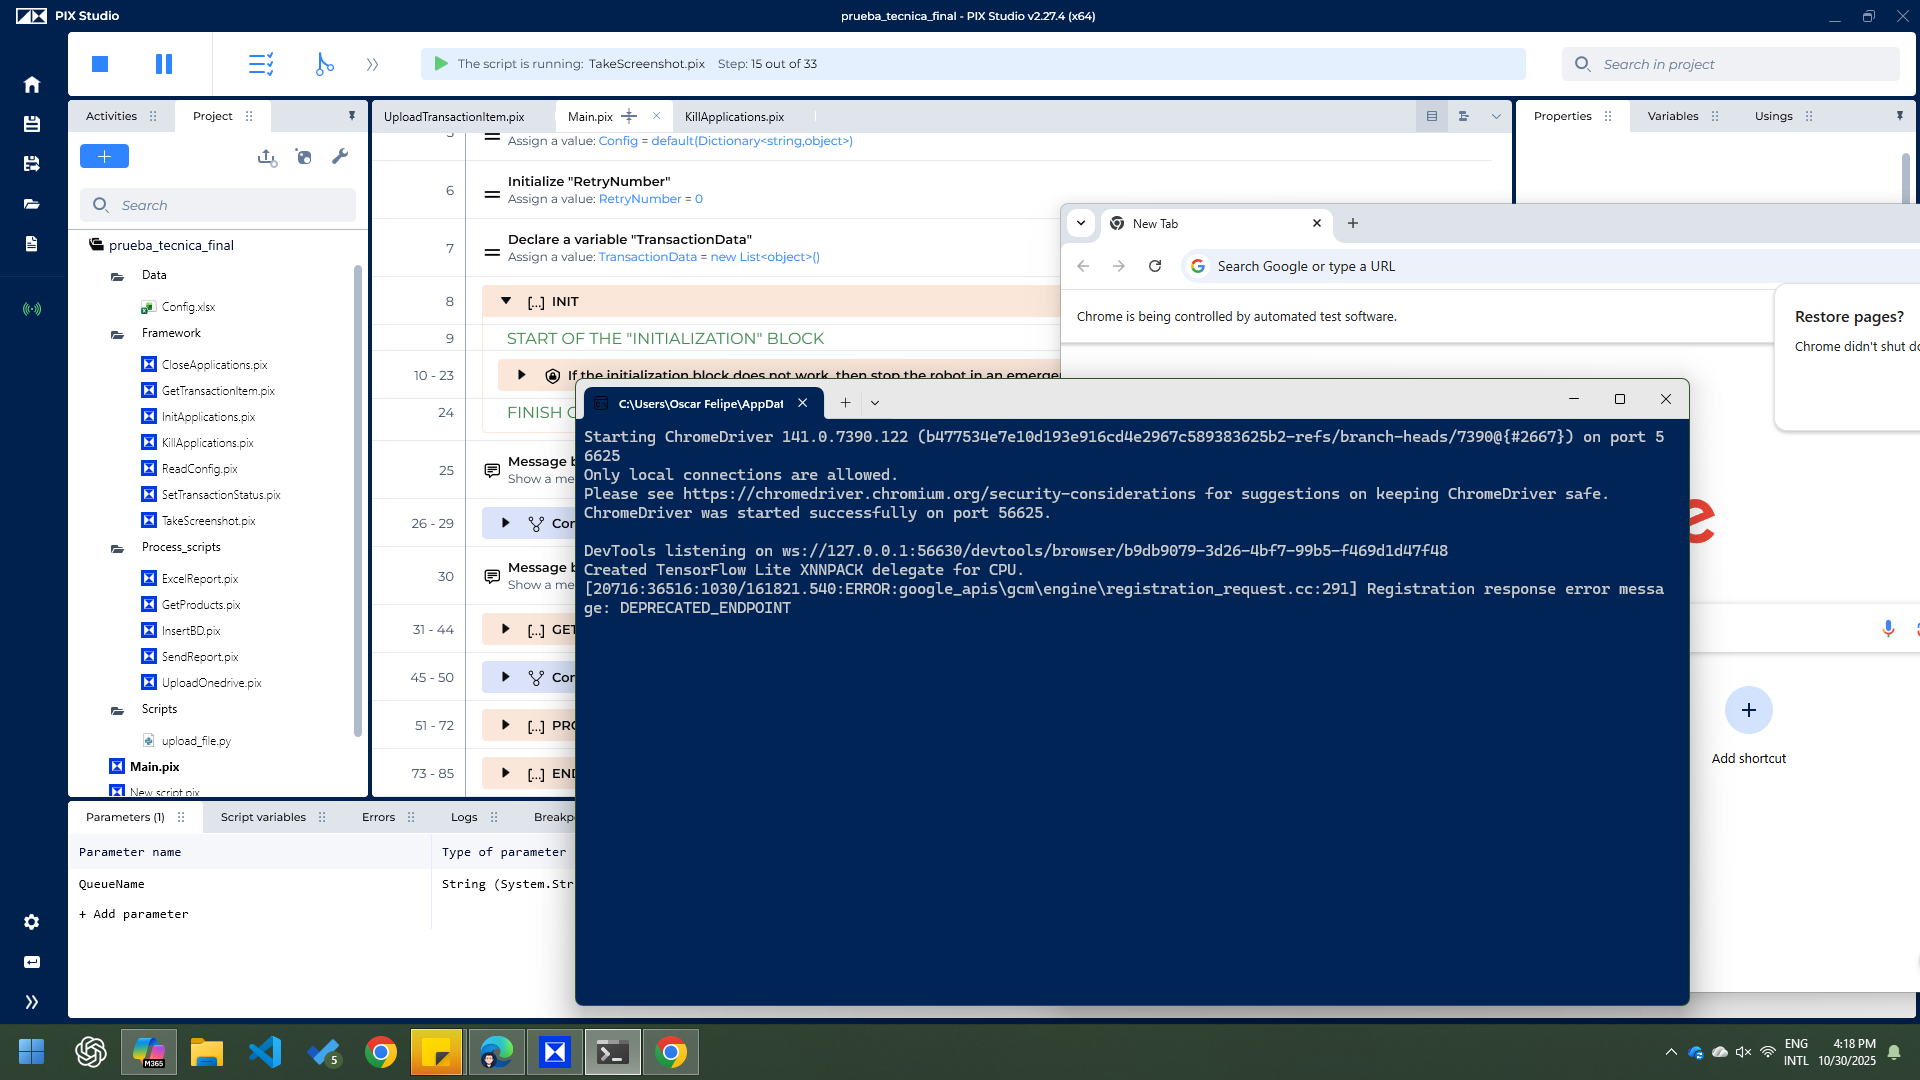 PIX Studio
prueba_tecnica_final - PIX Studio v2.27.4 (x64)
The script is running: TakeScreenshot.pix Step: 15 out of 33
Search in project
Activities
Project
Search
prueba_tecnica_final
Data
Config.xlsx
Framework
CloseApplications.pix
GetTransactionItem.pix
InitApplications.pix
KillApplications.pix
ReadConfig.pix
SetTransactionStatus.pix
TakeScreenshot.pix
Process_scripts
ExcelReport.pix
GetProducts.pix
InsertBD.pix
SendReport.pix
UploadOnedrive.pix
Scripts
upload_file.py
Main.pix
New script.pix
UploadTransactionItem.pix
Main.pix
KillApplications.pix
Assign a value: Config = default(Dictionary<string,object>)
6
Initialize "RetryNumber"
Assign a value: RetryNumber = 0
7
Declare a variable "TransactionData"
Assign a value: TransactionData = new List<object>()
8
[...] INIT
9
START OF THE "INITIALIZATION" BLOCK
10 - 23
If the initialization block does not work, then stop the robot in an emerge
24
FINISH
25
Message
Show a me
26 - 29
Cor
30
Message
Show a me
31 - 44
[...] GET
45 - 50
Cor
51 - 72
[...] PRO
73 - 85
[...] END
Properties
Variables
Usings
New Tab
Search Google or type a URL
Chrome is being controlled by automated test software.
Restore pages?
Chrome didn't shut do
Add shortcut
C:\Users\Oscar Felipe\AppDat
Starting ChromeDriver 141.0.7390.122 (b477534e7e10d193e916cd4e2967c589383625b2-refs/branch-heads/7390@{#2667}) on port 5
6625
Only local connections are allowed.
Please see https://chromedriver.chromium.org/security-considerations for suggestions on keeping ChromeDriver safe.
ChromeDriver was started successfully on port 56625.
DevTools listening on ws://127.0.0.1:56630/devtools/browser/b9db9079-3d26-4bf7-99b5-f469d1d47f48
Created TensorFlow Lite XNNPACK delegate for CPU.
[20716:36516:1030/161821.540:ERROR:google_apis\gcm\engine\registration_request.cc:291] Registration response error messa
ge: DEPRECATED_ENDPOINT
Parameters (1)
Script variables
Errors
Logs
Breakp
Parameter name
Type of parameter
QueueName
String (System.Str
+ Add parameter
M365
5
ENG
INTL
4:18 PM
10/30/2025